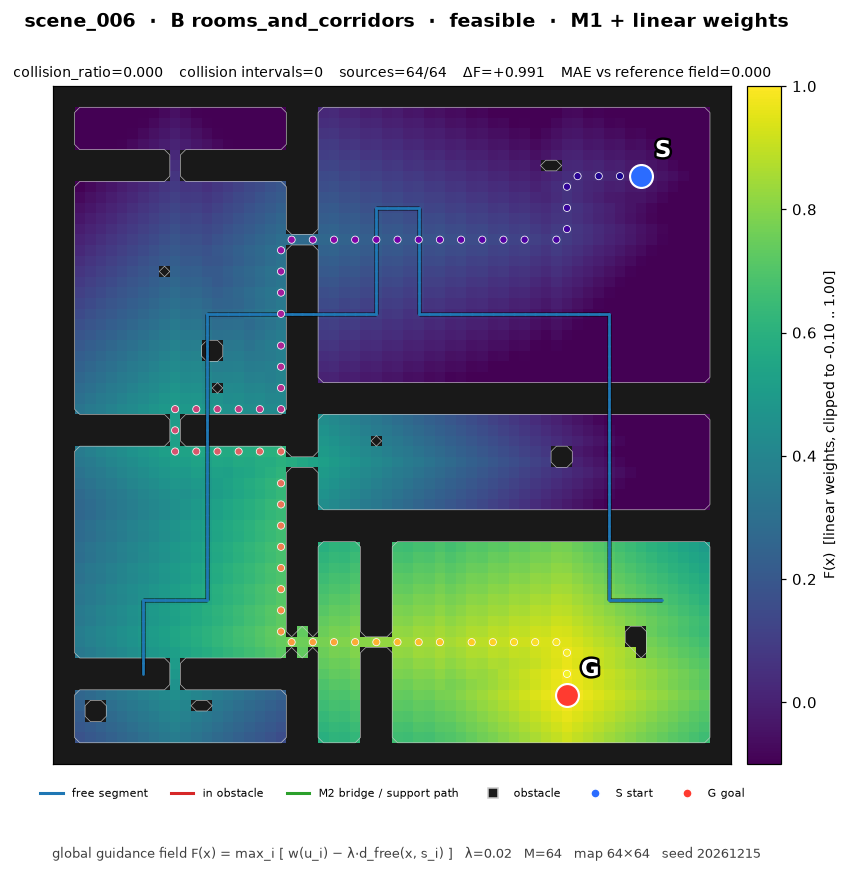 scene_006 · B rooms_and_corridors · feasible · M1 + linear weights
collision_ratio=0.000 collision intervals=0 sources=64/64 ΔF=+0.991 MAE vs reference field=0.000
S
G
1.0
0.8
0.6
0.4
0.2
0.0
F(x) [linear weights, clipped to -0.10 .. 1.00]
free segment in obstacle M2 bridge / support path obstacle S start G goal
global guidance field F(x) = max_i [ w(u_i) − λ·d_free(x, s_i) ] λ=0.02 M=64 map 64×64 seed 20261215